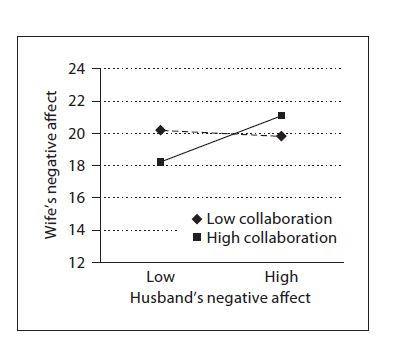 24
22
20
18
16
14
12
Wife's negative affect
Low collaboration
High collaboration
Low High
Husband's negative affect